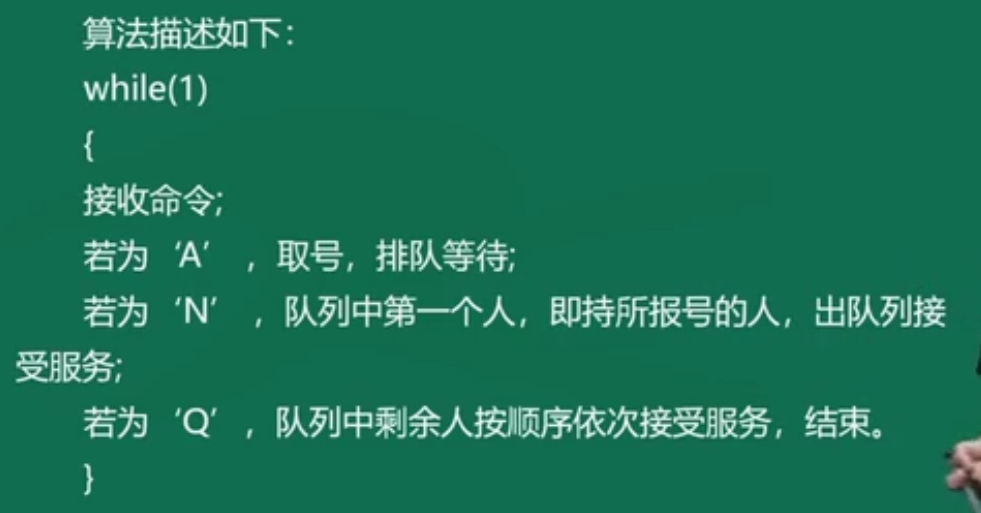 算法描述如下：
while(1)
{
接收命令;
若为‘A’，取号，排队等待;
若为‘N’，队列中第一个人，即持所报号的人，出队列接
受服务;
若为‘Q’，队列中剩余人按顺序依次接受服务，结束。
}